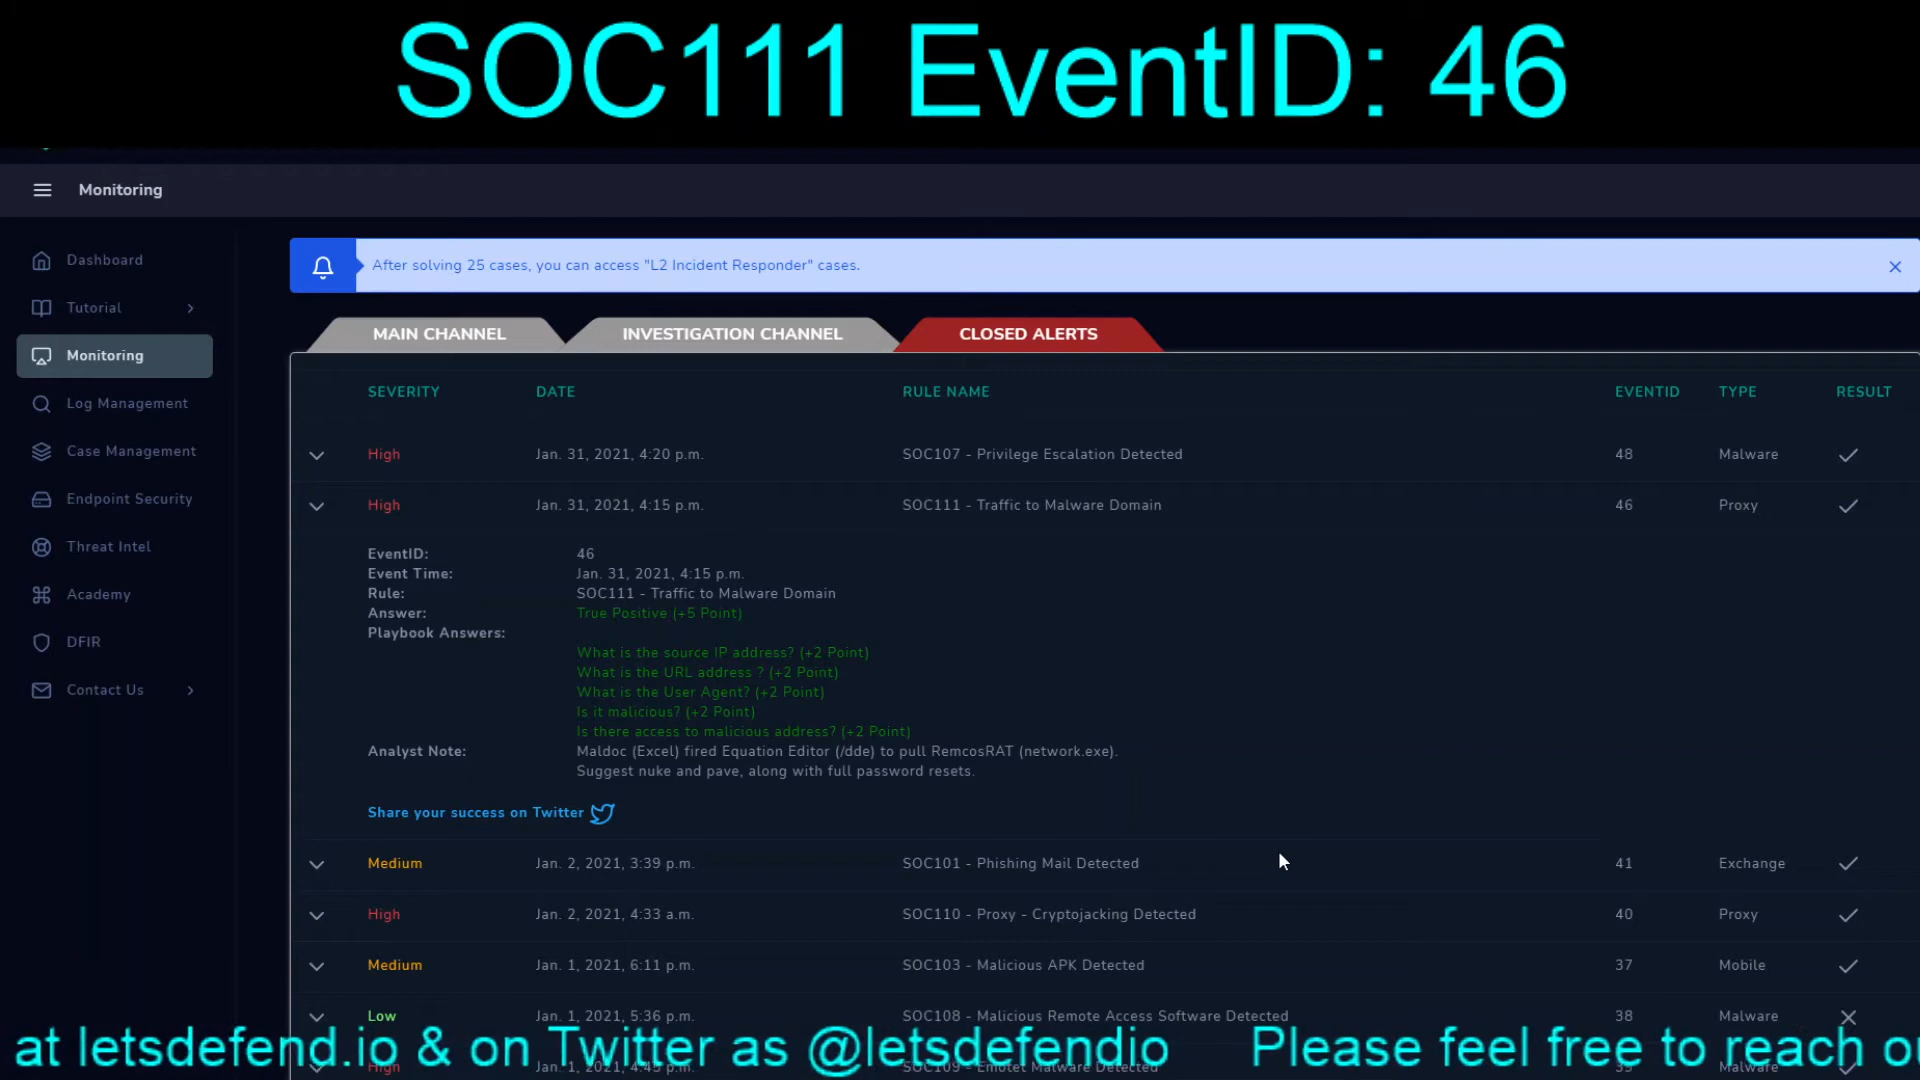 SOC111 EventID: 46
Monitoring
Dashboard
Tutorial
Monitoring
Log Management
Case Management
Endpoint Security
Threat Intel
Academy
DFIR
Contact Us
After solving 25 cases, you can access "L2 Incident Responder" cases.
MAIN CHANNEL INVESTIGATION CHANNEL CLOSED ALERTS
SEVERITY DATE RULE NAME EVENTID TYPE RESULT
High Jan. 31, 2021, 4:20 p.m. SOC107 - Privilege Escalation Detected 48 Malware
High Jan. 31, 2021, 4:15 p.m. SOC111 - Traffic to Malware Domain 46 Proxy
EventID: 46
Event Time: Jan. 31, 2021, 4:15 p.m.
Rule: SOC111 - Traffic to Malware Domain
Answer: True Positive (+5 Point)
Playbook Answers:
What is the source IP address? (+2 Point)
What is the URL address ? (+2 Point)
What is the User Agent? (+2 Point)
Is it malicious? (+2 Point)
Is there access to malicious address? (+2 Point)
Analyst Note: Maldoc (Excel) fired Equation Editor (/dde) to pull RemcosRAT (network.exe).
Suggest nuke and pave, along with full password resets.
Share your success on Twitter
Medium Jan. 2, 2021, 3:39 p.m. SOC101 - Phishing Mail Detected 41 Exchange
High Jan. 2, 2021, 4:33 a.m. SOC110 - Proxy - Cryptojacking Detected 40 Proxy
Medium Jan. 1, 2021, 6:11 p.m. SOC103 - Malicious APK Detected 37 Mobile
Low Jan. 1, 2021, 5:36 p.m. SOC108 - Malicious Remote Access Software Detected 38 Malware
at letsdefend.io & on Twitter as @letsdefendio Please feel free to reach
High Jan. 1, 2021, SOC109 - Emotet Malware Detected Malware